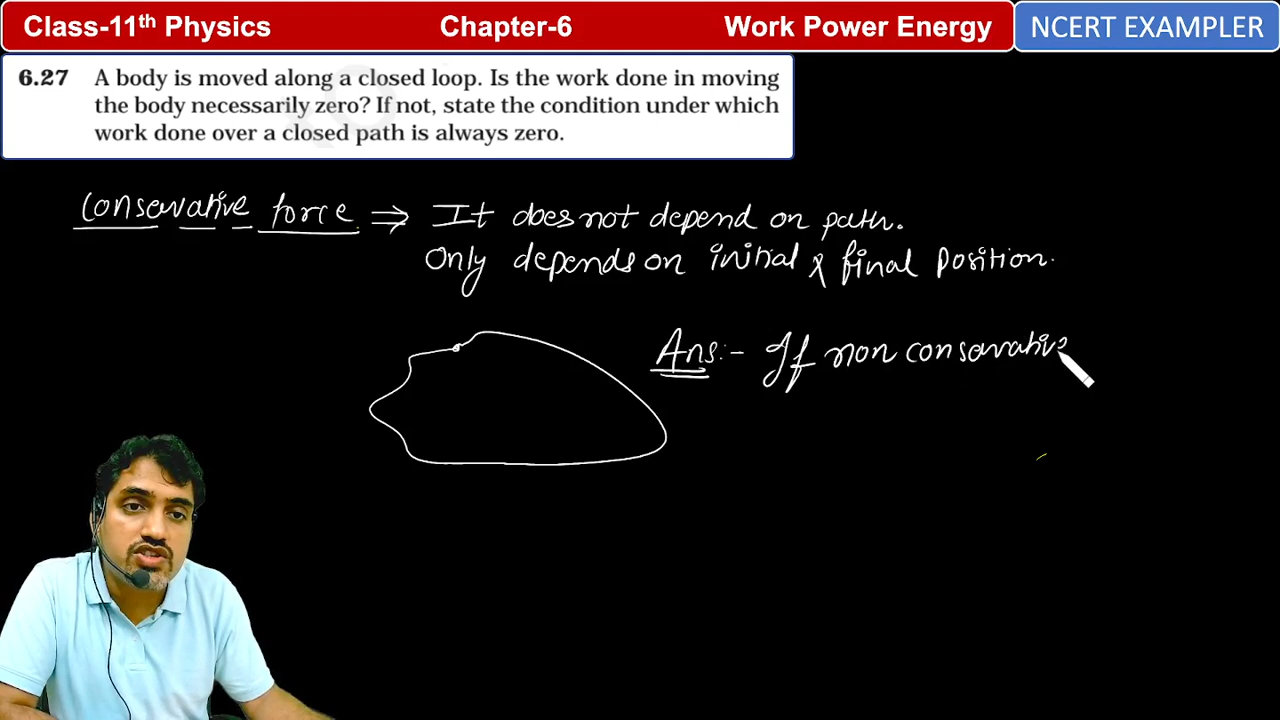 Class-11th Physics
Chapter-6
Work Power Energy
NCERT EXAMPLER
6.27 A body is moved along a closed loop. Is the work done in moving
the body necessarily zero? If not, state the condition under which
work done over a closed path is always zero.
Consavative force ⇒ It does not depend on path.
Only depends on initial & final Position.
Ans:- If non consavative